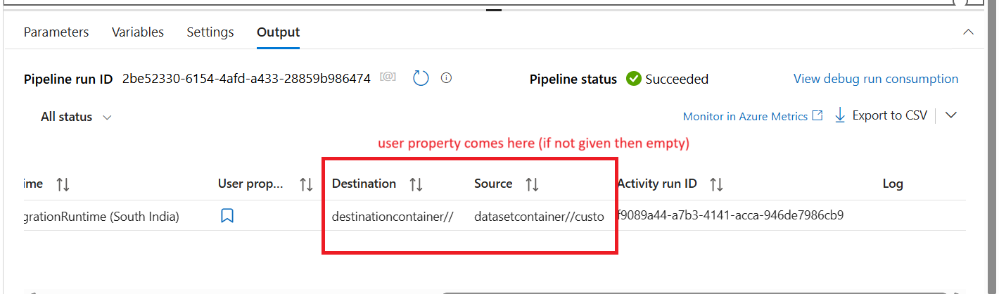 Parameters Variables Settings Output
Pipeline run ID 2be52330-6154-4afd-a433-28859b986474 [@] Pipeline status Succeeded View debug run consumption
All status Monitor in Azure Metrics Export to CSV
user property comes here (if not given then empty)
ime User prop... Destination Source Activity run ID Log
grationRuntime (South India) destinationcontainer// datasetcontainer//custo f9089a44-a7b3-4141-acca-946de7986cb9